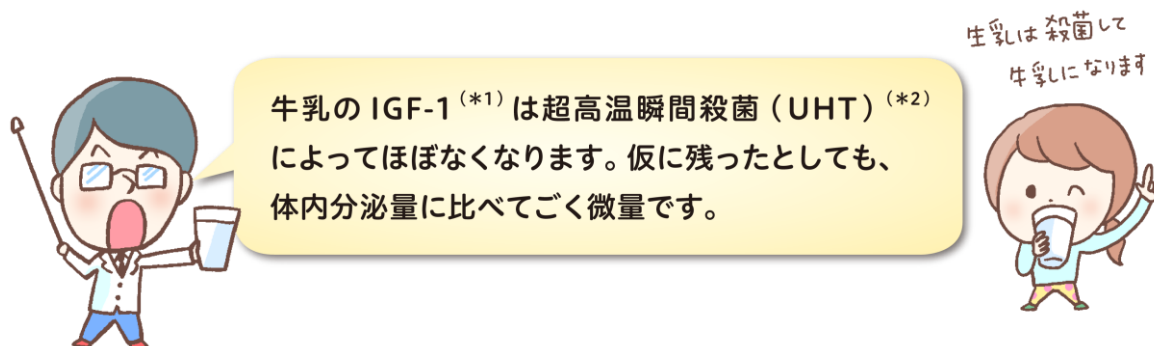 生乳は殺菌して
牛乳になります
牛乳の IGF-1（*1）は超高温瞬間殺菌（UHT）（*2）
によってほぼなくなります。仮に残ったとしても、
体内分泌量に比べてごく微量です。